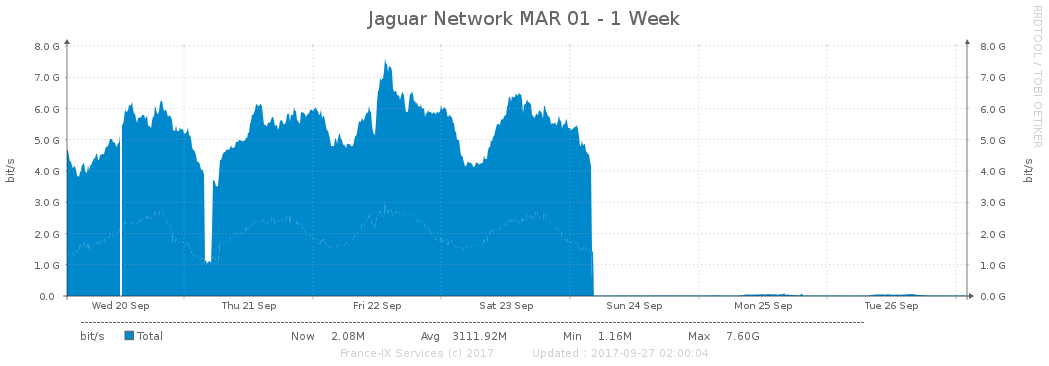 Jaguar Network MAR 01 - 1 Week
RRDTOOL / TOBI OETIKER
bit/s
8.0 G
7.0 G
6.0 G
5.0 G
4.0 G
3.0 G
2.0 G
1.0 G
0.0
8.0 G
7.0 G
6.0 G
5.0 G
4.0 G
3.0 G
2.0 G
1.0 G
0.0 G
bit/s
Wed 20 Sep Thu 21 Sep Fri 22 Sep Sat 23 Sep Sun 24 Sep Mon 25 Sep Tue 26 Sep
bit/s Total Now 2.08M Avg 3111.92M Min 1.16M Max 7.60G
France-IX Services (c) 2017 Updated : 2017-09-27 02:00:04